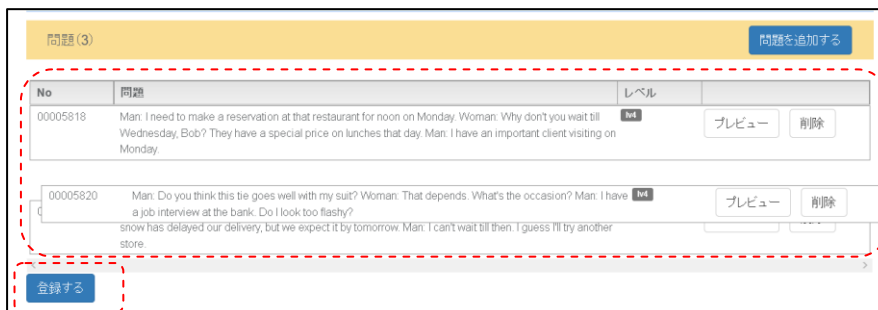 問題(3)
問題を追加する
No 問題 レベル
00005818 Man: I need to make a reservation at that restaurant for noon on Monday. Woman: Why don't you wait till lv4 プレビュー 削除
Wednesday, Bob? They have a special price on lunches that day. Man: I have an important client visiting on
Monday.
00005820 Man: Do you think this tie goes well with my suit? Woman: That depends. What's the occasion? Man: I have lv4 プレビュー 削除
a job interview at the bank. Do I look too flashy?
snow has delayed our delivery, but we expect it by tomorrow. Man: I can't wait till then. I guess I'll try another
store.
登録する